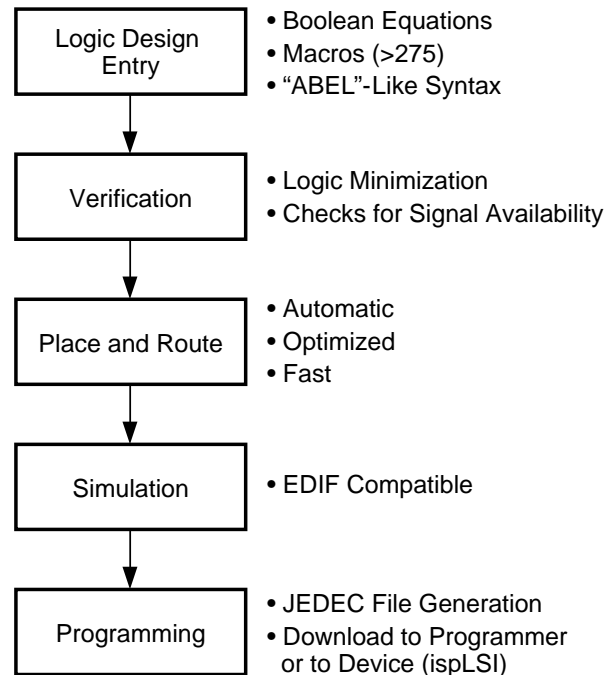 Logic Design
Entry
• Boolean Equations
• Macros (>275)
• “ABEL”-Like Syntax
Verification
• Logic Minimization
• Checks for Signal Availability
Place and Route
• Automatic
• Optimized
• Fast
Simulation
• EDIF Compatible
Programming
• JEDEC File Generation
• Download to Programmer
or to Device (ispLSI)